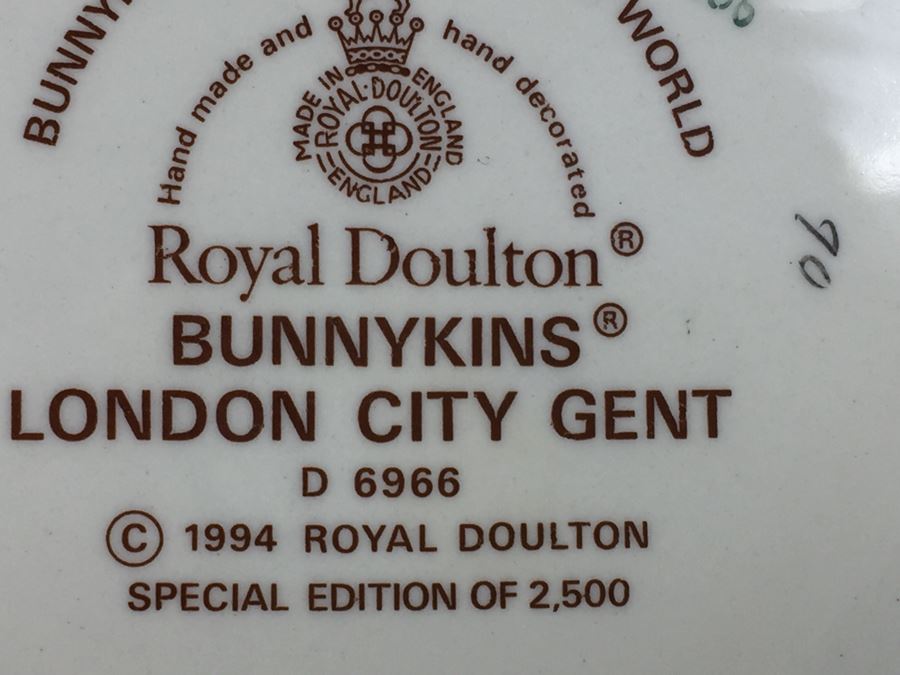 WORLD
Hand made and hand decorated
MADE IN ENGLAND
ROYAL·DOULTON
ENGLAND
Royal Doulton®
BUNNYKINS®
LONDON CITY GENT
D 6966
© 1994 ROYAL DOULTON
SPECIAL EDITION OF 2,500